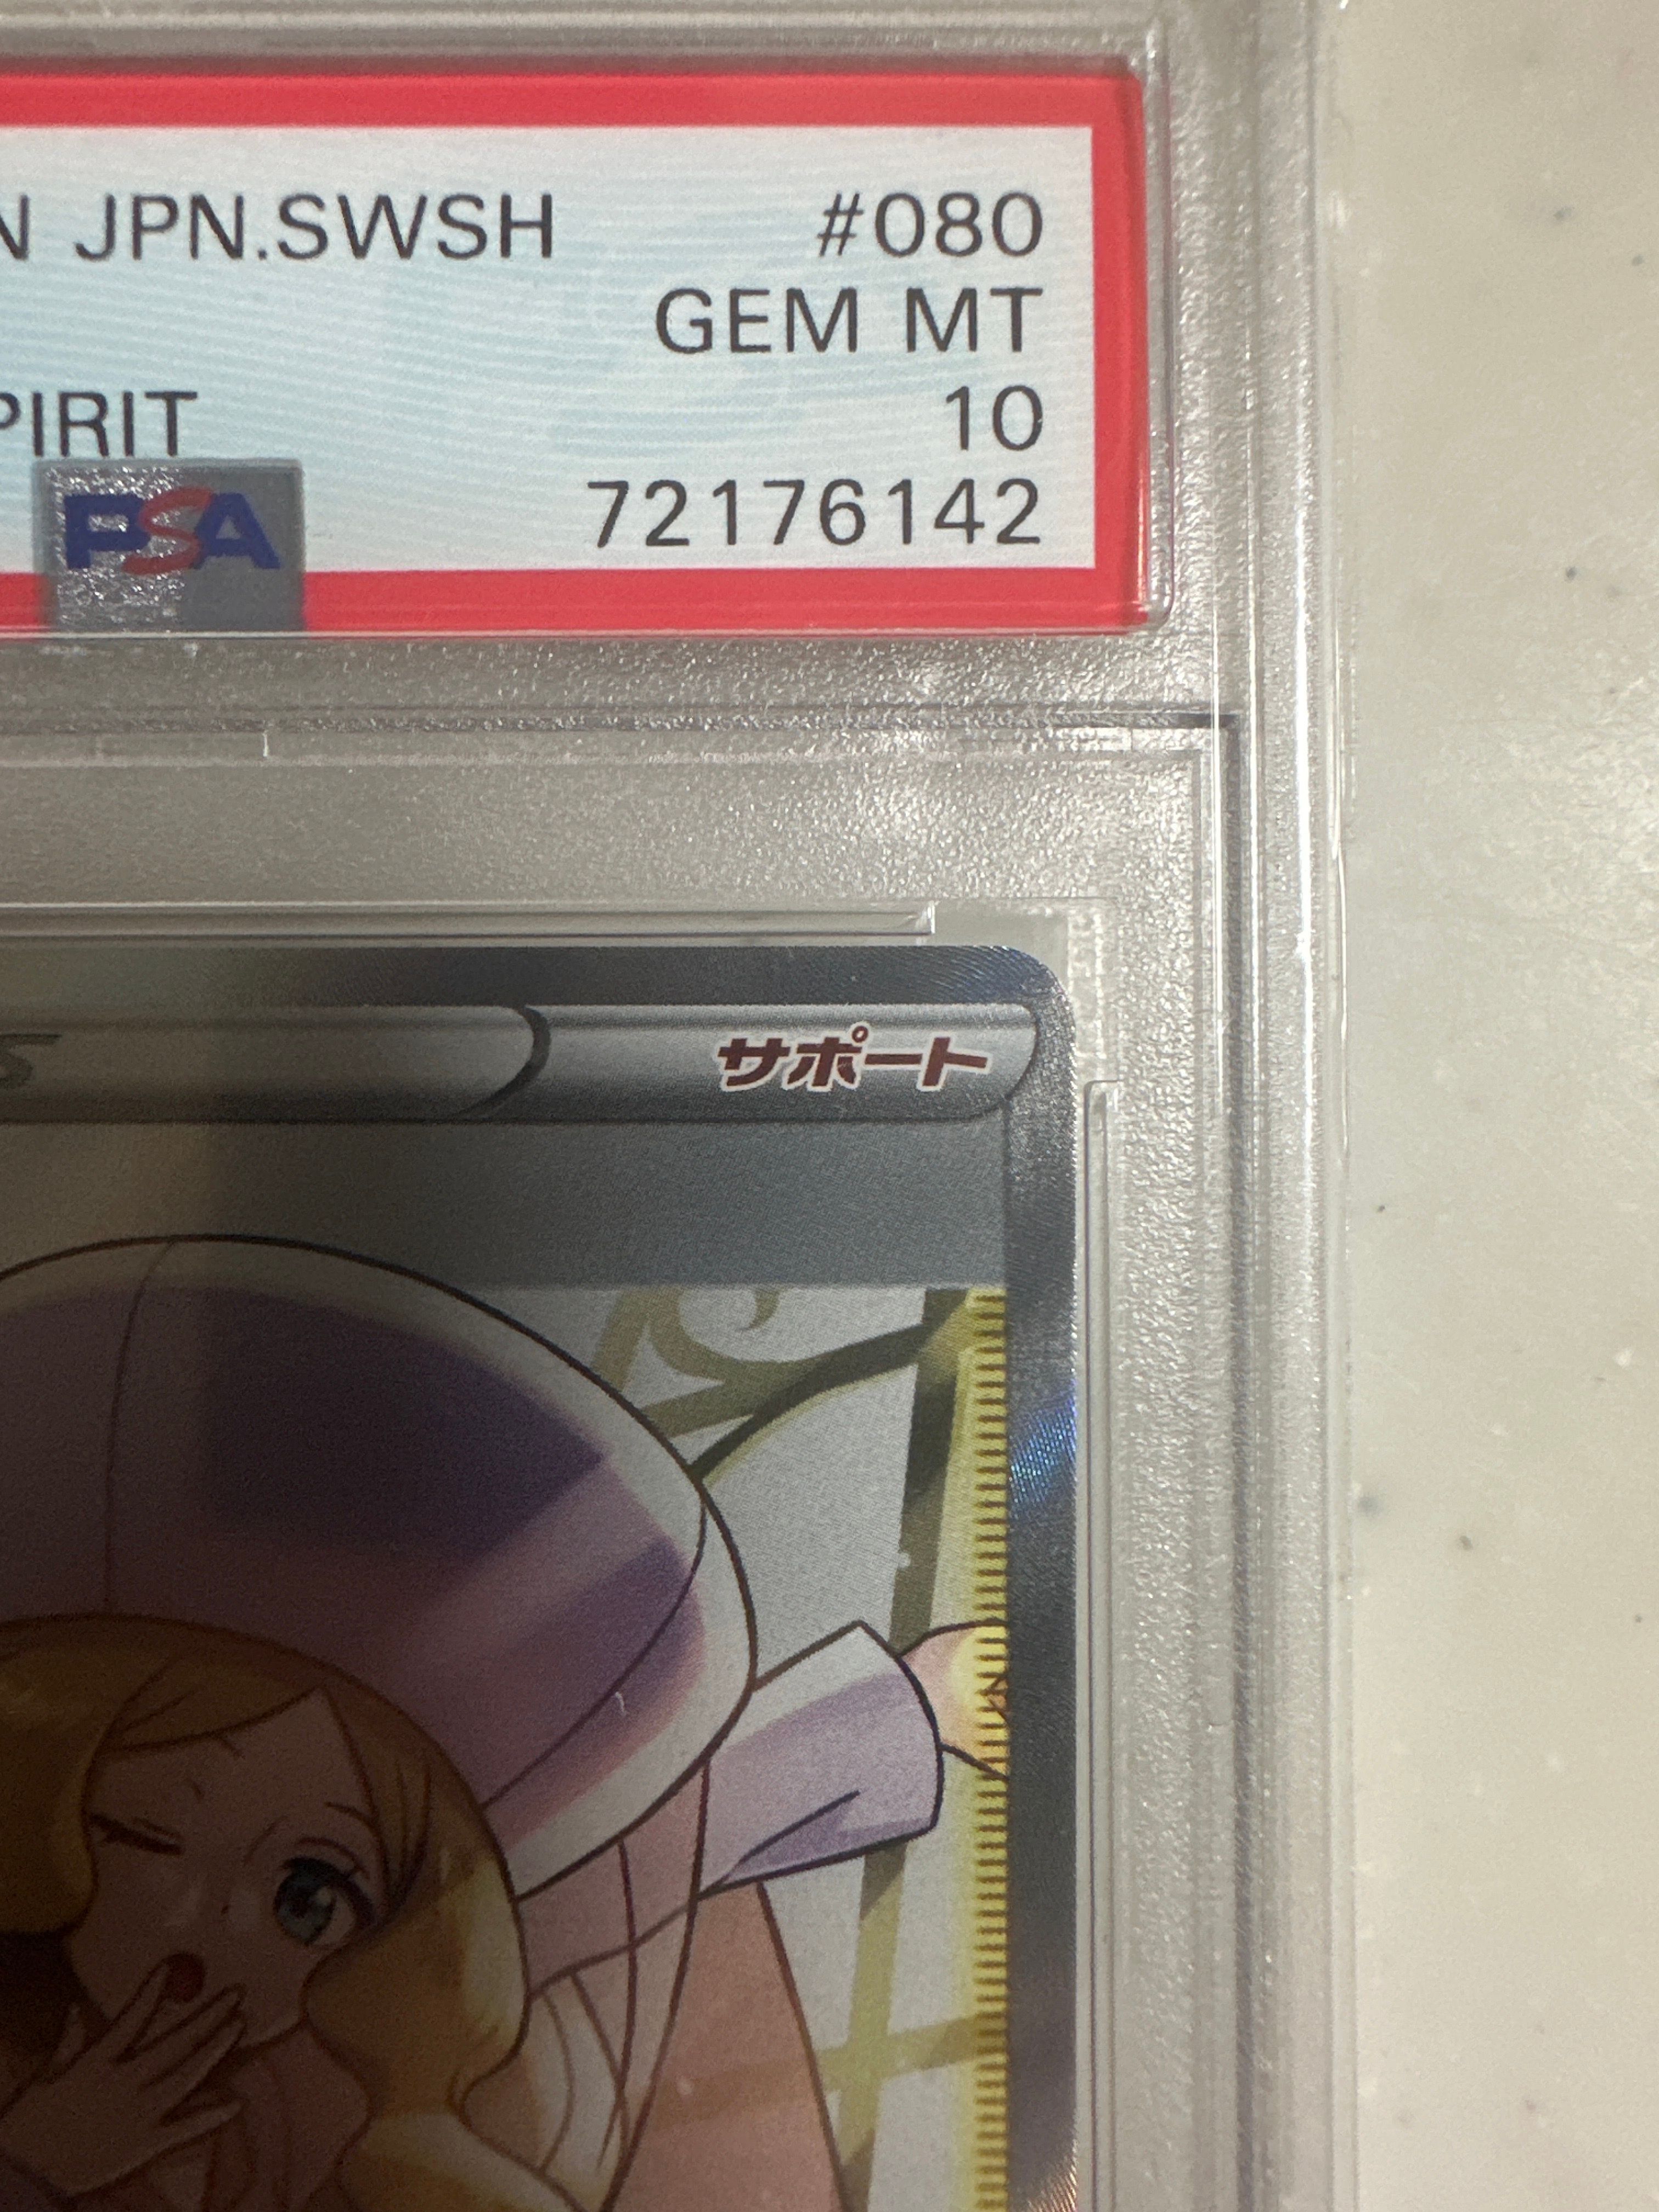 N JPN.SWSH #080
GEM MT
PIRIT 10
PSA 72176142
S サポート